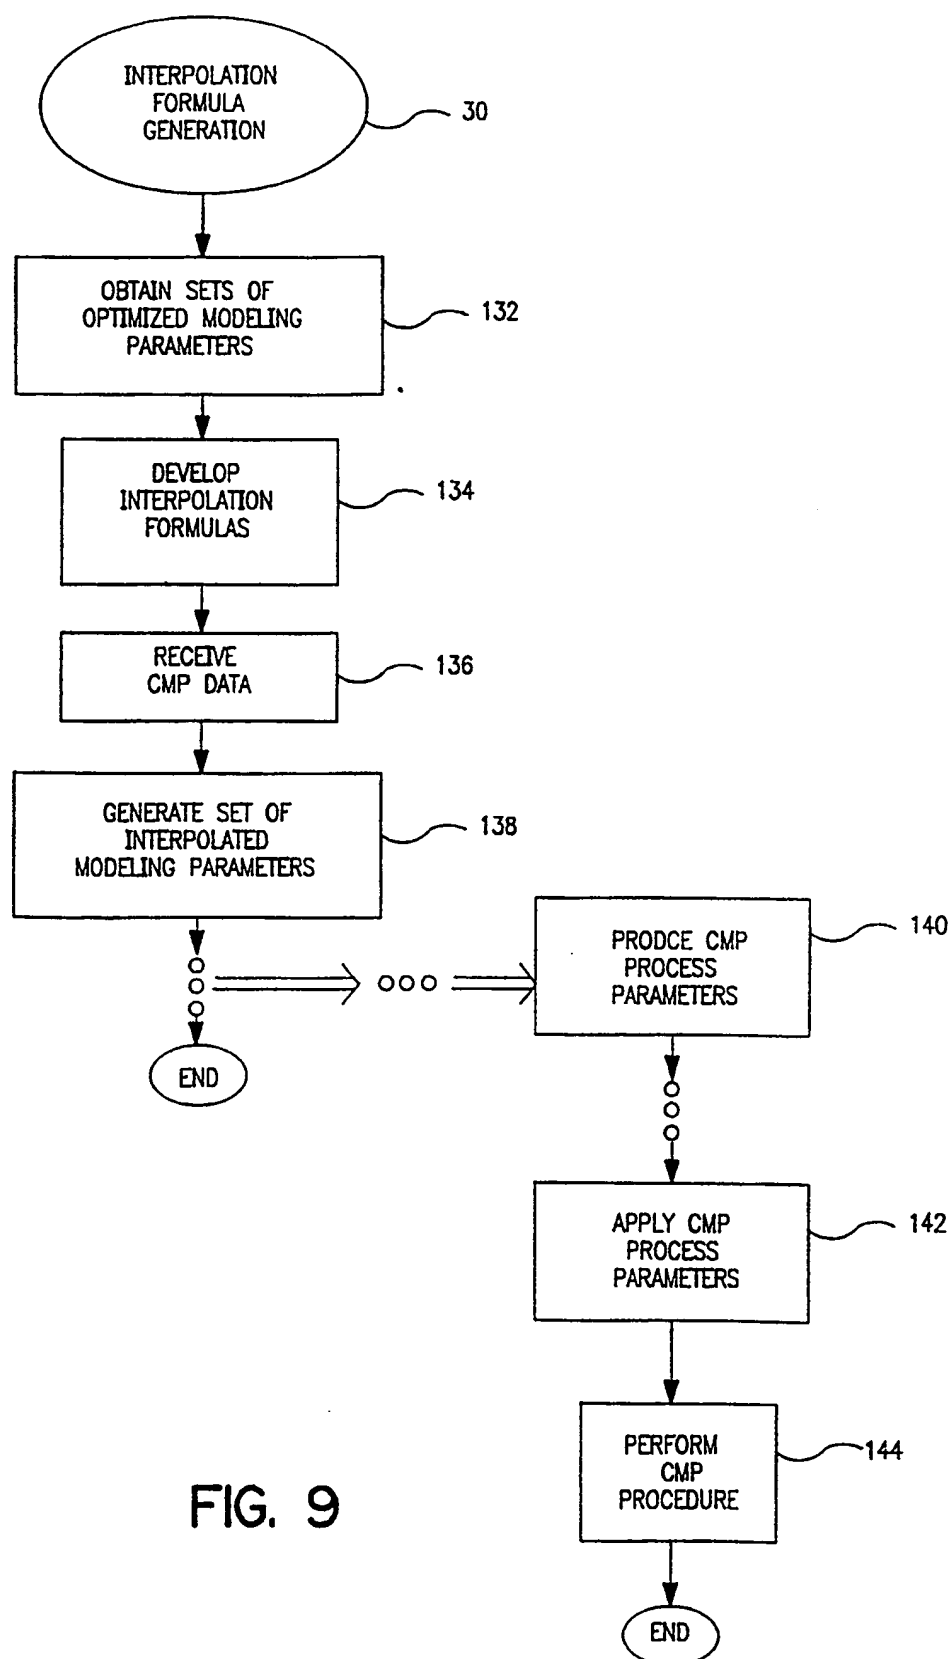 INTERPOLATION
FORMULA
GENERATION
30
OBTAIN SETS OF
OPTIMIZED MODELING
PARAMETERS
132
DEVELOP
INTERPOLATION
FORMULAS
134
RECEIVE
CMP DATA
136
GENERATE SET OF
INTERPOLATED
MODELING PARAMETERS
138
END
PRODCE CMP
PROCESS
PARAMETERS
140
APPLY CMP
PROCESS
PARAMETERS
142
PERFORM
CMP
PROCEDURE
144
END
FIG. 9